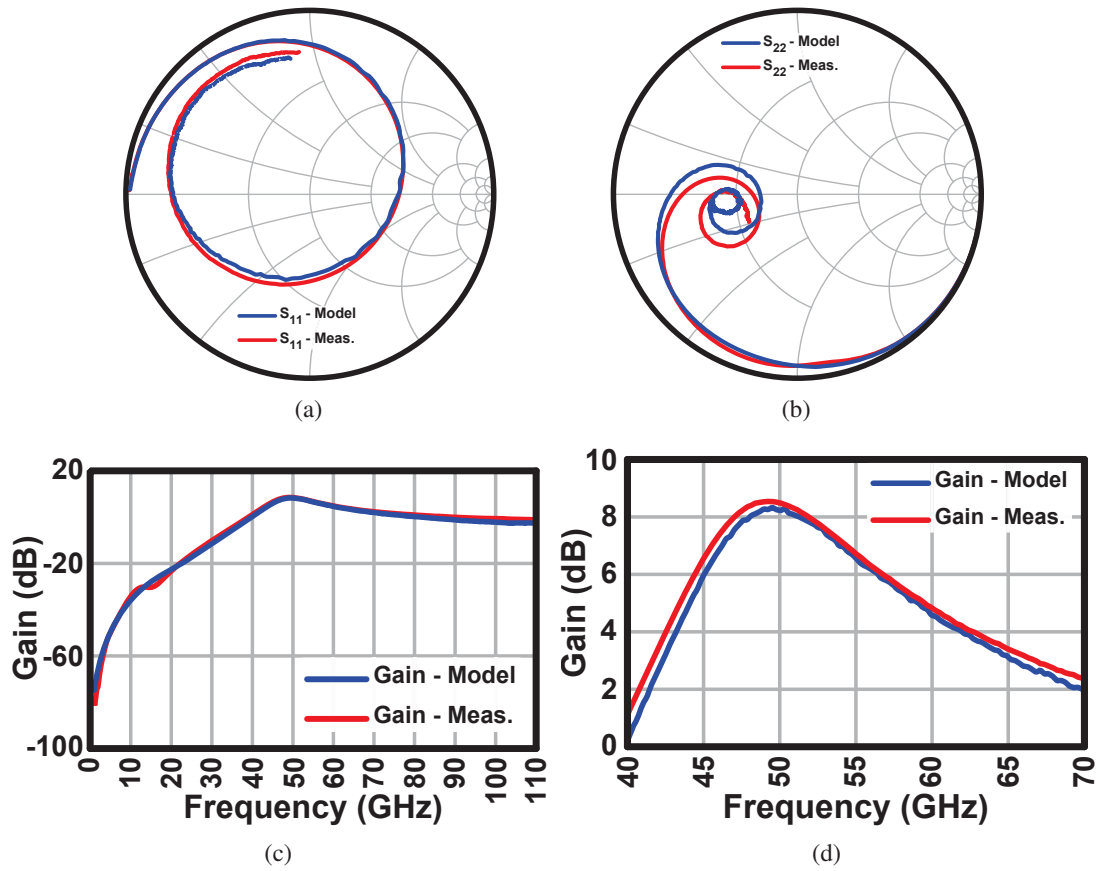 S11 - Model
S11 - Meas.
(a)
S22 - Model
S22 - Meas.
(b)
20
-20
-60
-100
Gain (dB)
Gain - Model
Gain - Meas.
0 10 20 30 40 50 60 70 80 90 100 110
Frequency (GHz)
(c)
10
8
6
4
2
0
Gain (dB)
Gain - Model
Gain - Meas.
40 45 50 55 60 65 70
Frequency (GHz)
(d)